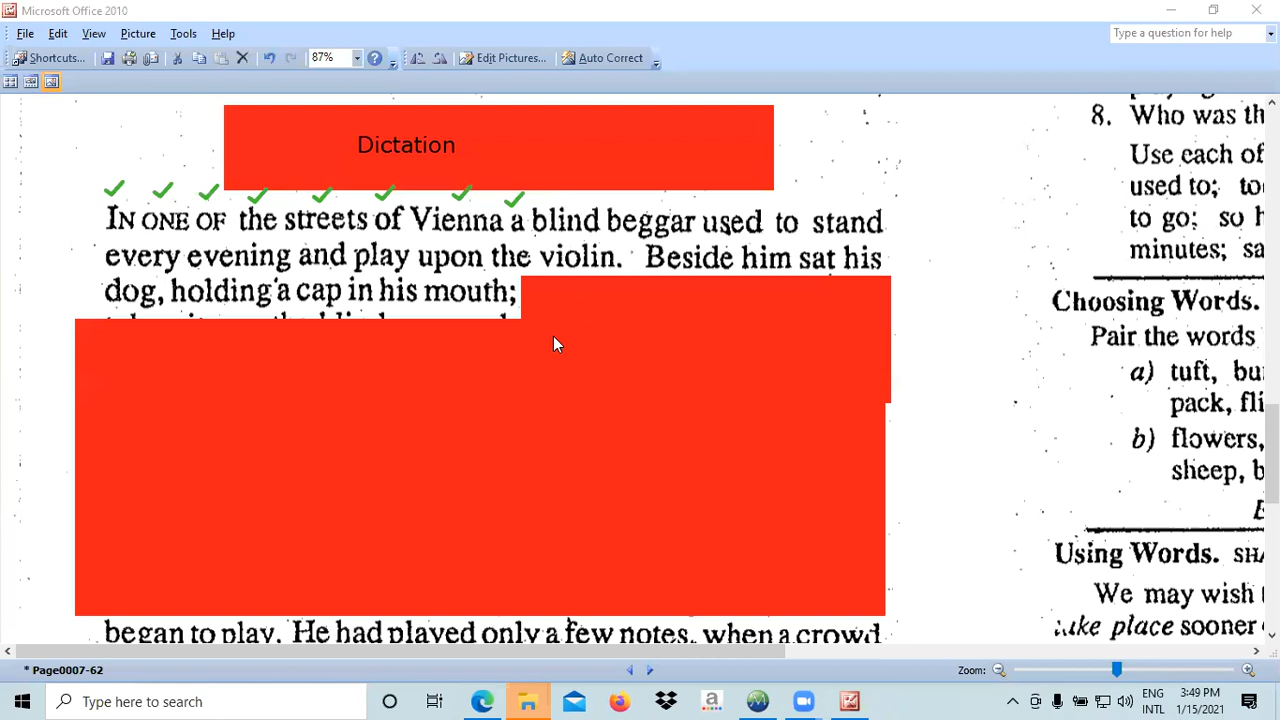 Microsoft Office 2010
File Edit View Picture Tools Help
Type a question for help
Shortcuts... 87% Edit Pictures... Auto Correct
Dictation
IN ONE OF the streets of Vienna a blind beggar used to stand
every evening and play upon the violin. Beside him sat his
dog, holding a cap in his mouth;
began to play. He had played only a few notes, when a crowd
8. Who was th
Use each of
used to; to
to go; so h
minutes; sa
Choosing Words.
Pair the words
a) tuft, bu
pack, fli
b) flowers,
sheep, b
E
Using Words. SHA
We may wish t
take place sooner
* Page0007-62
Zoom:
Type here to search
ENG
INTL
3:49 PM
1/15/2021